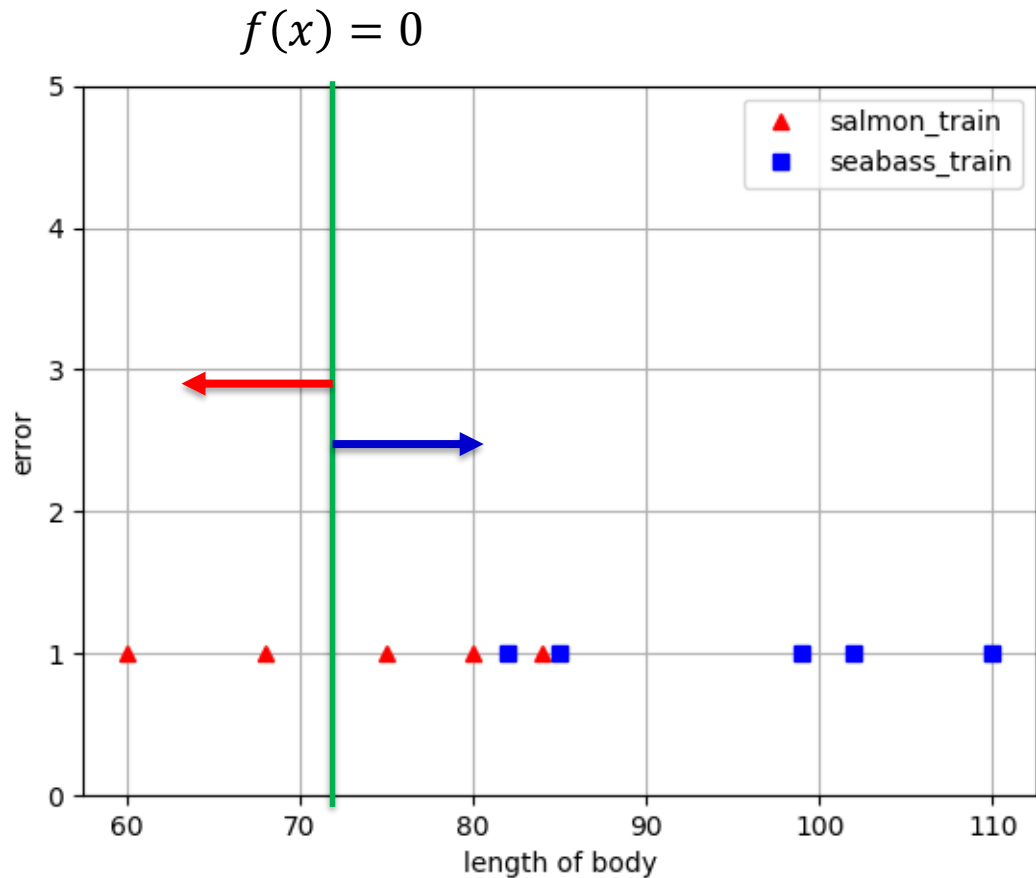 f(x) = 0
5
salmon_train
seabass_train
4
3
error
2
1
0
60 70 80 90 100 110
length of body